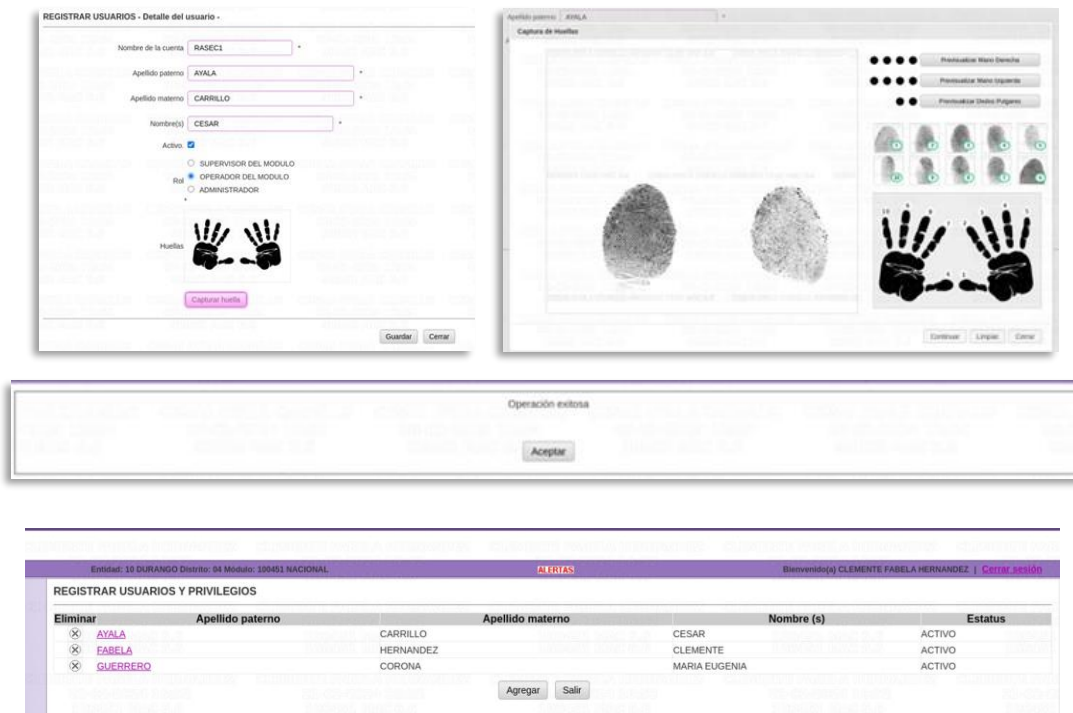 REGISTRAR USUARIOS - Detalle del usuario -
Nombre de la cuenta RASEC1 *
Apellido paterno AYALA *
Apellido materno CARRILLO *
Nombre(s) CESAR *
Activo.
SUPERVISOR DEL MODULO
Rol OPERADOR DEL MODULO
ADMINISTRADOR
*
Huellas
Capturar huella
Guardar Cerrar
Apellido paterno AYALA *
Captura de Huellas
Previsualizar Mano Derecha
Previsualizar Mano Izquierda
Previsualizar Dedos Pulgares
Continuar Limpiar Cerrar
Operación exitosa
Aceptar
Entidad: 10 DURANGO Distrito: 04 Módulo: 100451 NACIONAL ALERTAS Bienvenido(a) CLEMENTE FABELA HERNANDEZ | Cerrar sesión
REGISTRAR USUARIOS Y PRIVILEGIOS
Eliminar Apellido paterno Apellido materno Nombre (s) Estatus
AYALA CARRILLO CESAR ACTIVO
FABELA HERNANDEZ CLEMENTE ACTIVO
GUERRERO CORONA MARIA EUGENIA ACTIVO
Agregar Salir